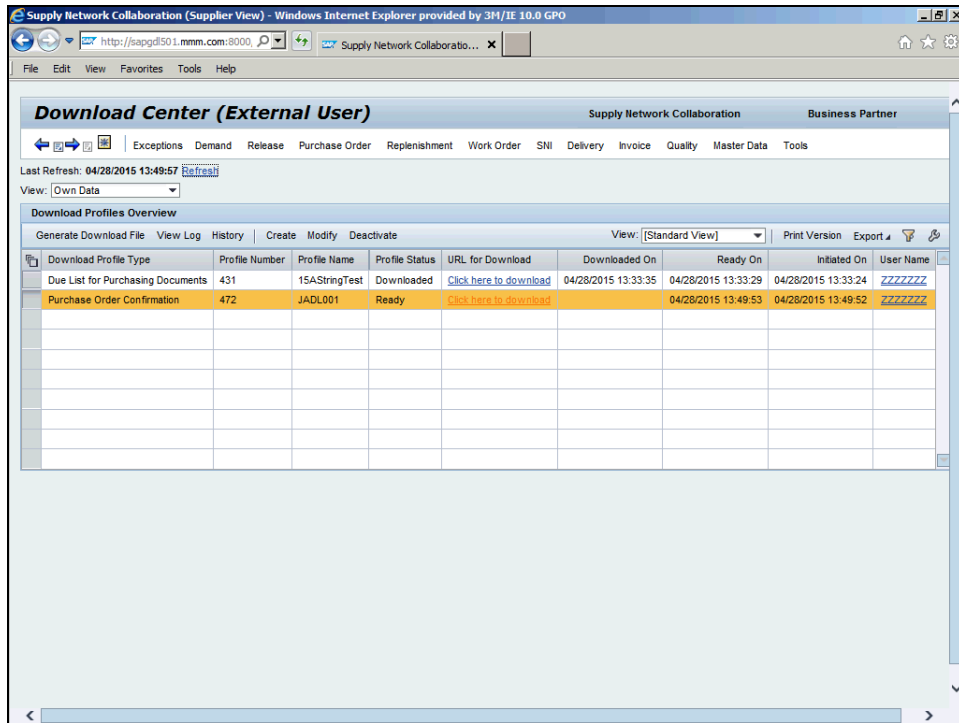 Supply Network Collaboration (Supplier View) - Windows Internet Explorer provided by 3M/IE 10.0 GPO
http://sapgdl501.mmm.com:8000, Supply Network Collaboratio... X
File Edit View Favorites Tools Help
Download Center (External User) Supply Network Collaboration Business Partner
Exceptions Demand Release Purchase Order Replenishment Work Order SNI Delivery Invoice Quality Master Data Tools
Last Refresh: 04/28/2015 13:49:57 Refresh
View: Own Data
Download Profiles Overview
Generate Download File View Log History Create Modify Deactivate View: [Standard View] Print Version Export
Download Profile Type Profile Number Profile Name Profile Status URL for Download Downloaded On Ready On Initiated On User Name
Due List for Purchasing Documents 431 15AStringTest Downloaded Click here to download 04/28/2015 13:33:35 04/28/2015 13:33:29 04/28/2015 13:33:24 ZZZZZZZ
Purchase Order Confirmation 472 JADL001 Ready Click here to download 04/28/2015 13:49:53 04/28/2015 13:49:52 ZZZZZZZ